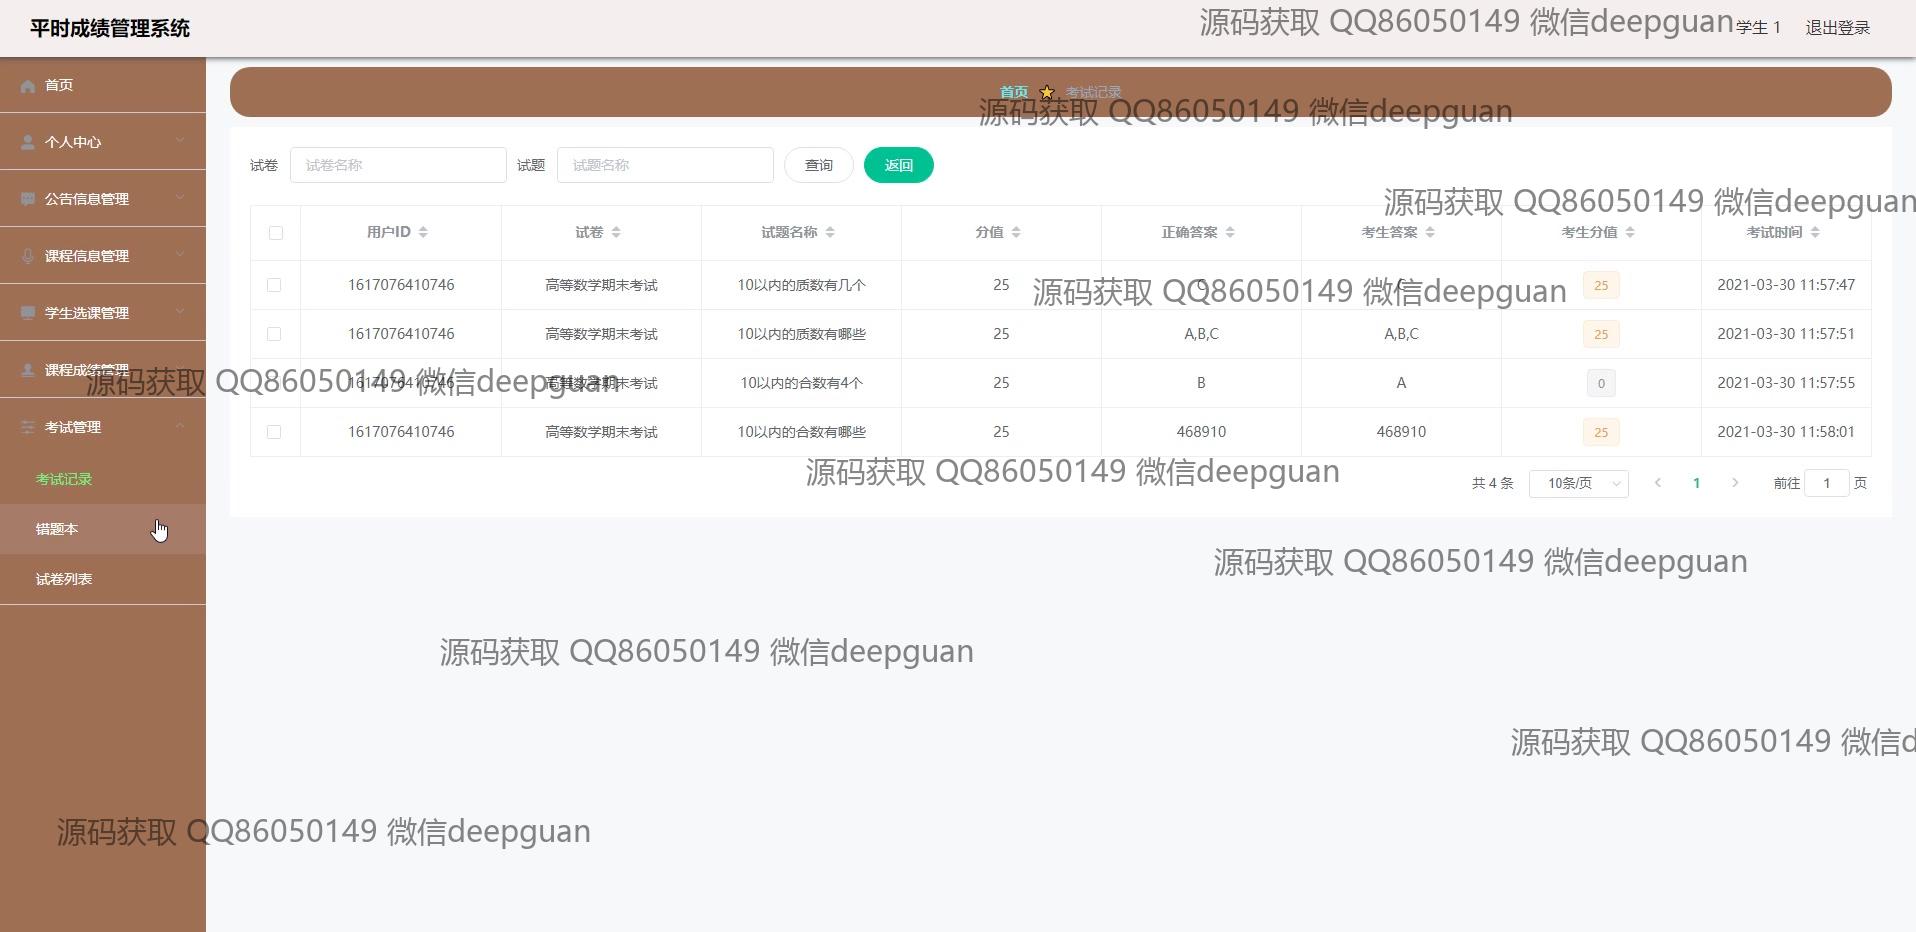 平时成绩管理系统
源码获取 QQ86050149 微信deepguan
学生 1
退出登录
首页
首页
考试记录
源码获取 QQ86050149 微信deepguan
个人中心
试卷
试卷名称
试题
试题名称
查询
返回
公告信息管理
源码获取 QQ86050149 微信deepguan
用户ID 试卷 试题名称 分值 正确答案 考生答案 考生分值 考试时间
课程信息管理
1617076410746 高等数学期末考试 10以内的质数有几个 25 C C 25 2021-03-30 11:57:47
源码获取 QQ86050149 微信deepguan
学生选课管理
1617076410746 高等数学期末考试 10以内的质数有哪些 25 A,B,C A,B,C 25 2021-03-30 11:57:51
课程成绩管理
源码获取 QQ86050149 微信deepguan
1617076410746 高等数学期末考试 10以内的合数有4个 25 B A 0 2021-03-30 11:57:55
考试管理
1617076410746 高等数学期末考试 10以内的合数有哪些 25 468910 468910 25 2021-03-30 11:58:01
源码获取 QQ86050149 微信deepguan
考试记录
共 4 条 10条/页 1 前往 1 页
错题本
源码获取 QQ86050149 微信deepguan
试卷列表
源码获取 QQ86050149 微信deepguan
源码获取 QQ86050149 微信d
源码获取 QQ86050149 微信deepguan